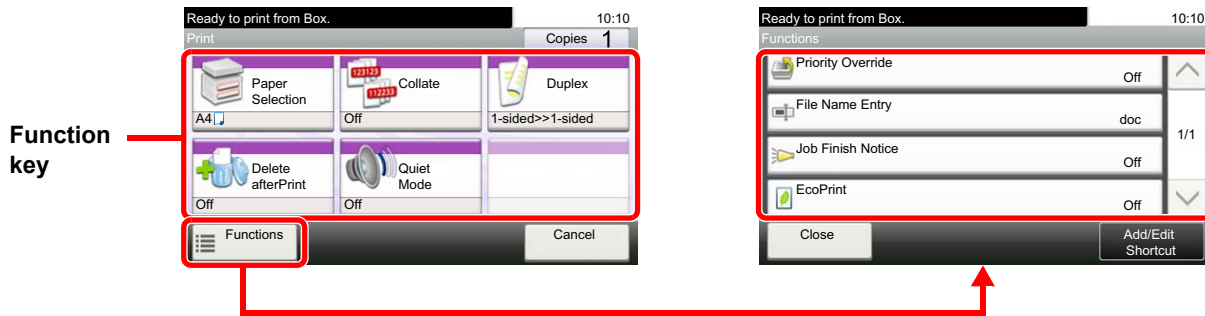 Ready to print from Box.
10:10
Print
Copies 1
Paper
Selection
A4
Collate
Off
Duplex
1-sided>>1-sided
Delete
afterPrint
Off
Quiet
Mode
Off
Functions
Cancel
Function
key
Ready to print from Box.
10:10
Functions
Priority Override
Off
File Name Entry
doc
1/1
Job Finish Notice
Off
EcoPrint
Off
Close
Add/Edit
Shortcut
123123
112233